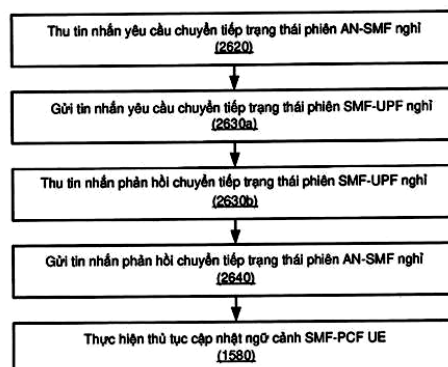 Thu tin nhắn yêu cầu chuyển tiếp trạng thái phiên AN-SMF nghỉ
(2620)
Gửi tin nhắn yêu cầu chuyển tiếp trạng thái phiên SMF-UPF nghỉ
(2630a)
Thu tin nhắn phản hồi chuyển tiếp trạng thái phiên SMF-UPF nghỉ
(2630b)
Gửi tin nhắn phản hồi chuyển tiếp trạng thái phiên AN-SMF nghỉ
(2640)
Thực hiện thủ tục cập nhật ngữ cảnh SMF-PCF UE
(1580)